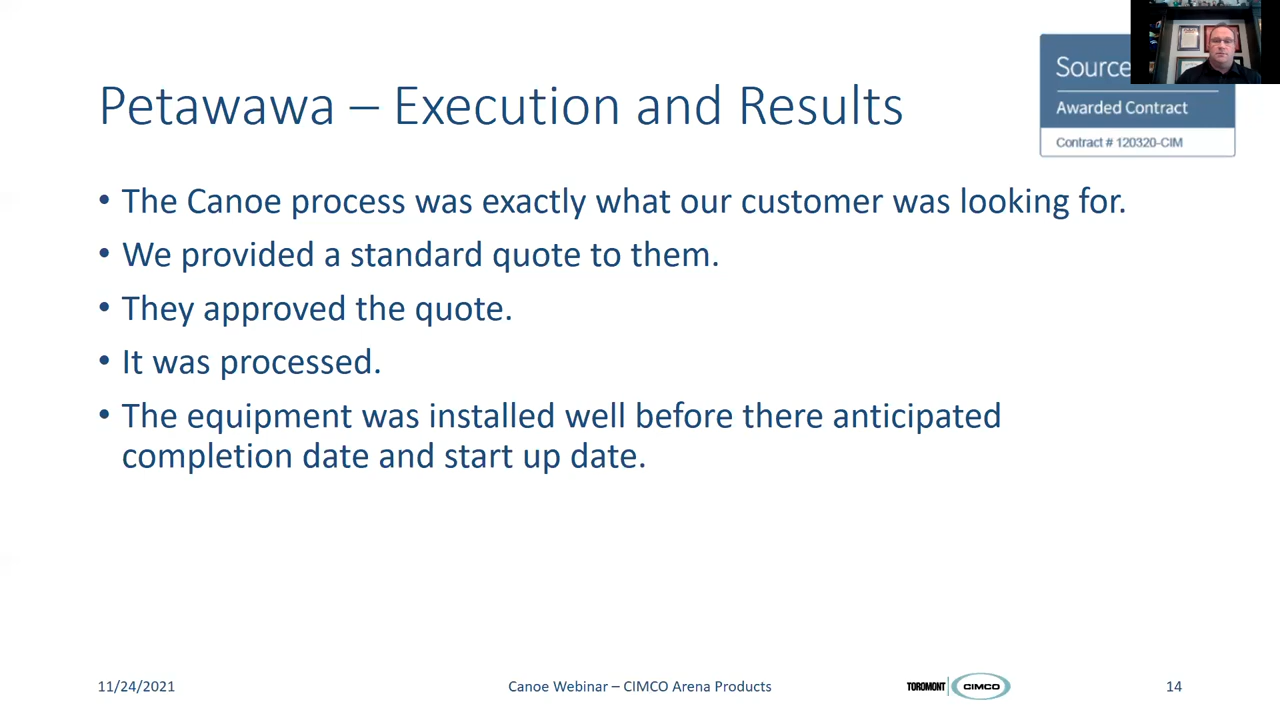 Source
Awarded Contract
Contract # 120320-CIM
Petawawa – Execution and Results
• The Canoe process was exactly what our customer was looking for.
• We provided a standard quote to them.
• They approved the quote.
• It was processed.
• The equipment was installed well before there anticipated
completion date and start up date.
11/24/2021
Canoe Webinar – CIMCO Arena Products
TOROMONT
CIMCO
14